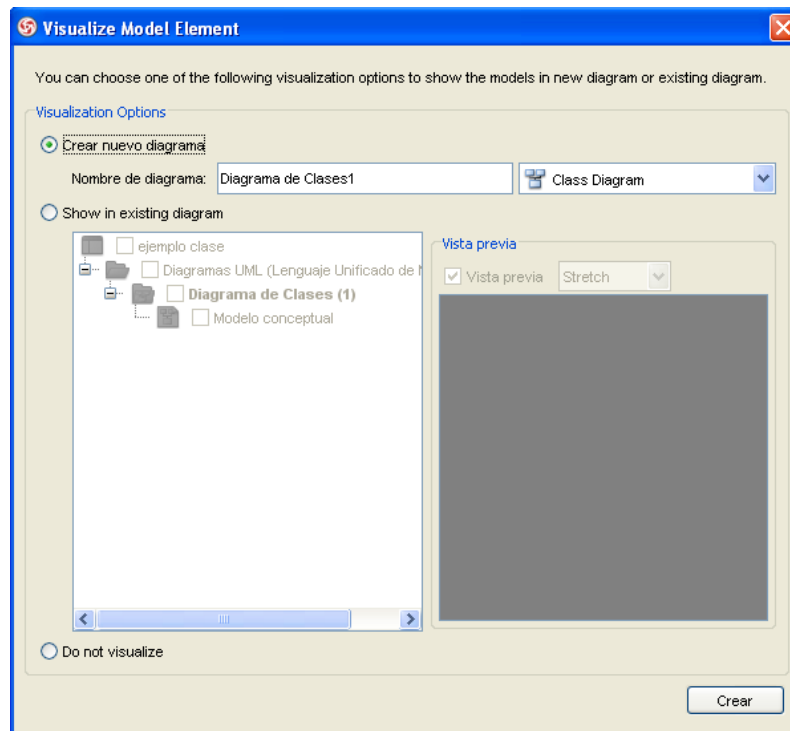 Visualize Model Element
You can choose one of the following visualization options to show the models in new diagram or existing diagram.
Visualization Options
Crear nuevo diagrama
Nombre de diagrama: Diagrama de Clases1 Class Diagram
Show in existing diagram
ejemplo clase
Diagramas UML (Lenguaje Unificado de
Diagrama de Clases (1)
Modelo conceptual
Vista previa
Vista previa Stretch
Do not visualize
Crear